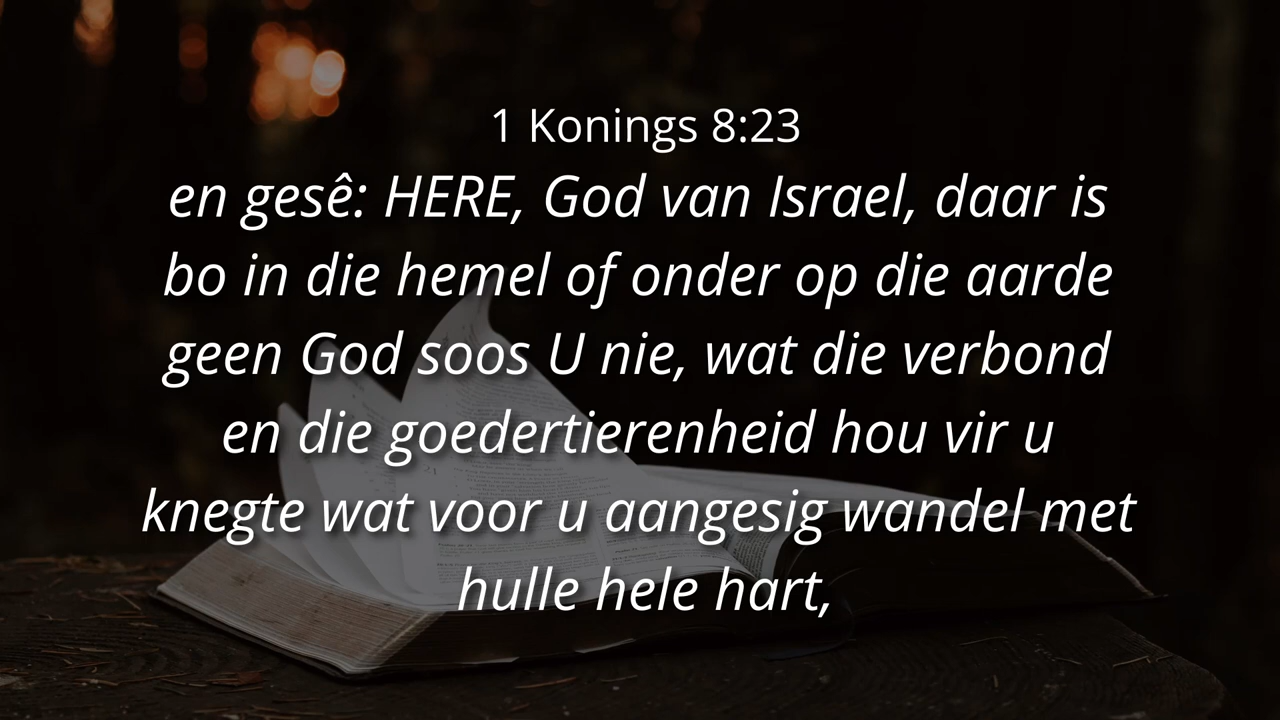 1 Konings 8:23
en gesê: HERE, God van Israel, daar is
bo in die hemel of onder op die aarde
geen God soos U nie, wat die verbond
en die goedertierenheid hou vir u
knegte wat voor u aangesig wandel met
hulle hele hart,